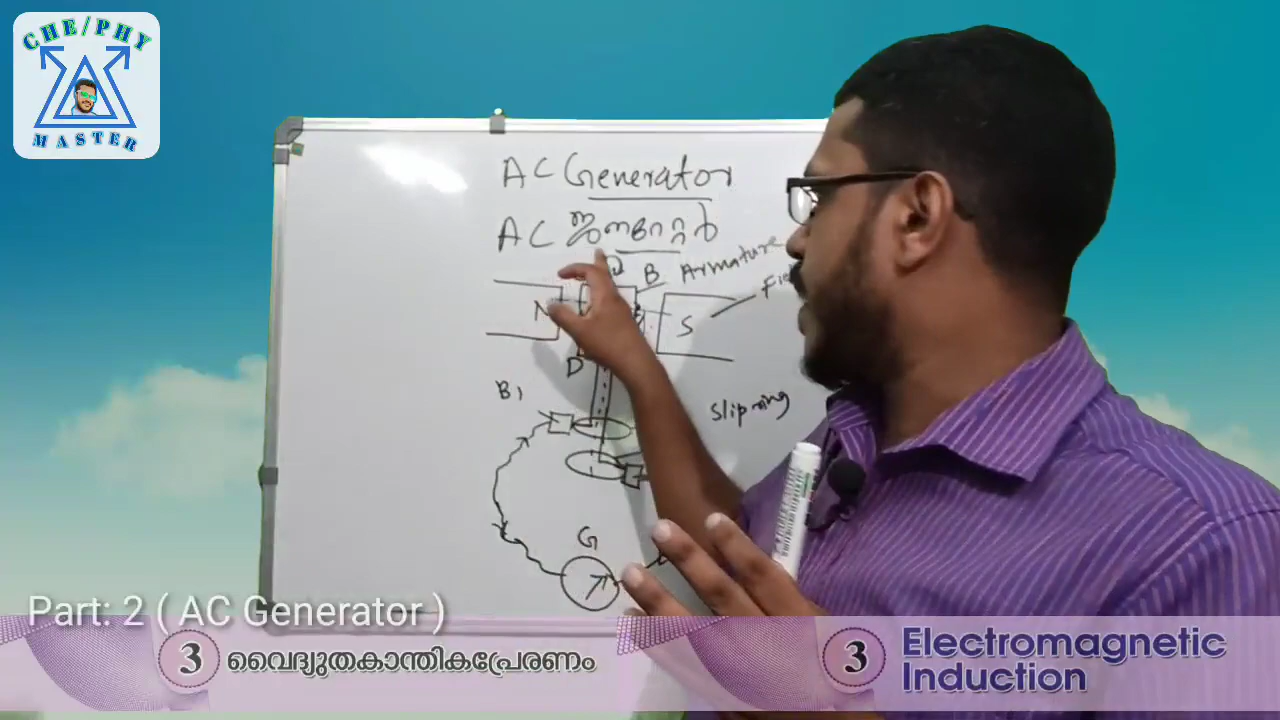 CHE/PHY
MASTER
AC Generator
AC ജനറേറ്റർ
B Armature
N
S
D
B1
Slip ring
G
Part: 2 ( AC Generator )
3 വൈദ്യുതകാന്തികപ്രേരണം
3 Electromagnetic
Induction